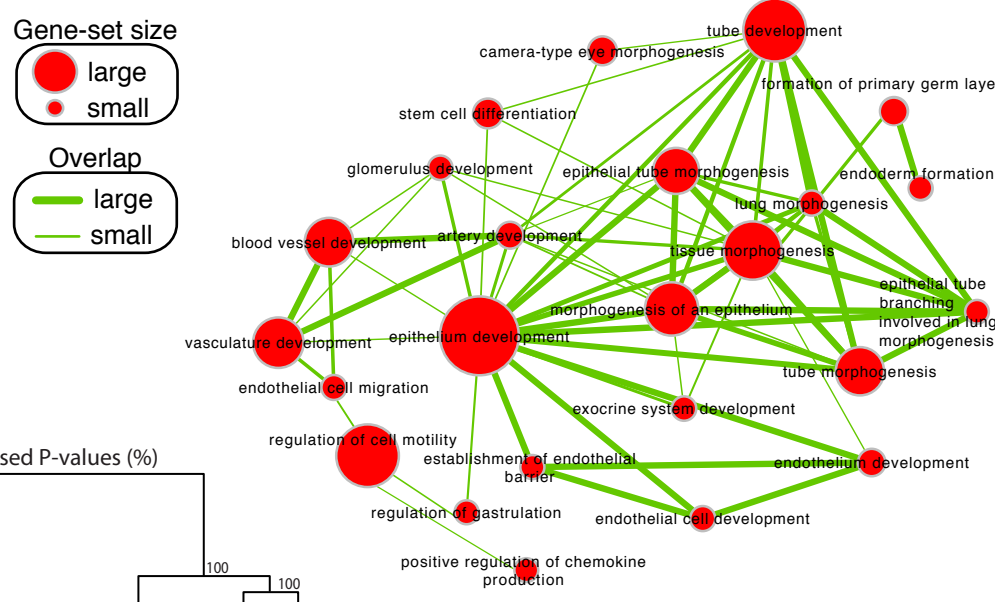 Gene-set size
large
small
Overlap
large
small
tube development
camera-type eye morphogenesis
formation of primary germ laye
stem cell differentiation
glomerulus development
epithelial tube morphogenesis
endoderm formation
lung morphogenesis
blood vessel development
artery development
tissue morphogenesis
epithelial tube
branching
involved in lung
morphogenesis
morphogenesis of an epithelium
epithelium development
vasculature development
tube morphogenesis
endothelial cell migration
exocrine system development
regulation of cell motility
sed P-values (%)
establishment of endothelial
barrier
endothelium development
regulation of gastrulation
endothelial cell development
positive regulation of chemokine
production
100
100